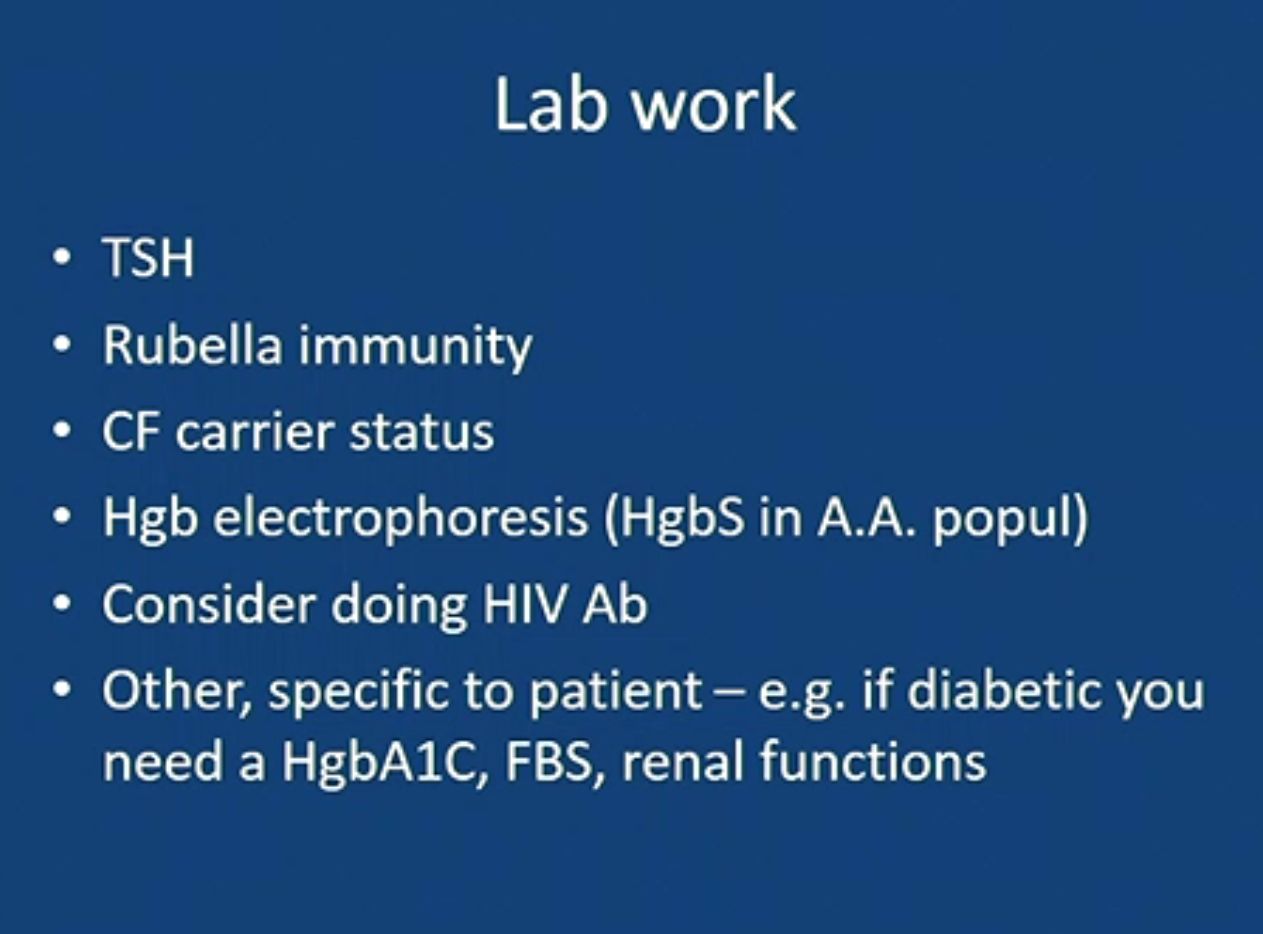 Lab work
• TSH
• Rubella immunity
• CF carrier status
• Hgb electrophoresis (HgbS in A.A. popul)
• Consider doing HIV Ab
• Other, specific to patient – e.g. if diabetic you
need a HgbA1C, FBS, renal functions